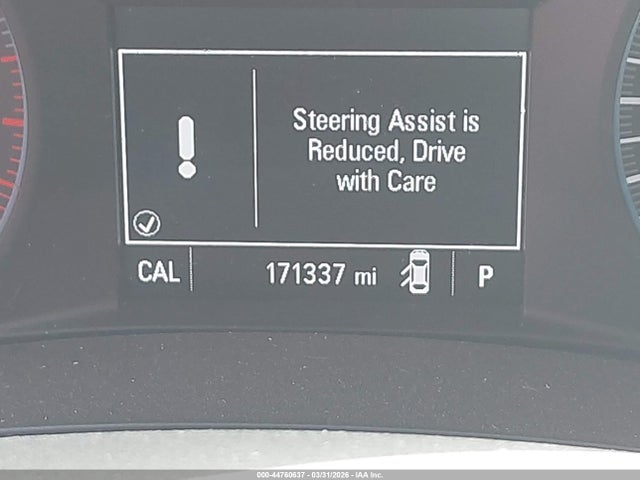 Steering Assist is
Reduced, Drive
with Care
CAL 171337 mi P
000-44760637 - 03/31/2026 - IAA Inc.